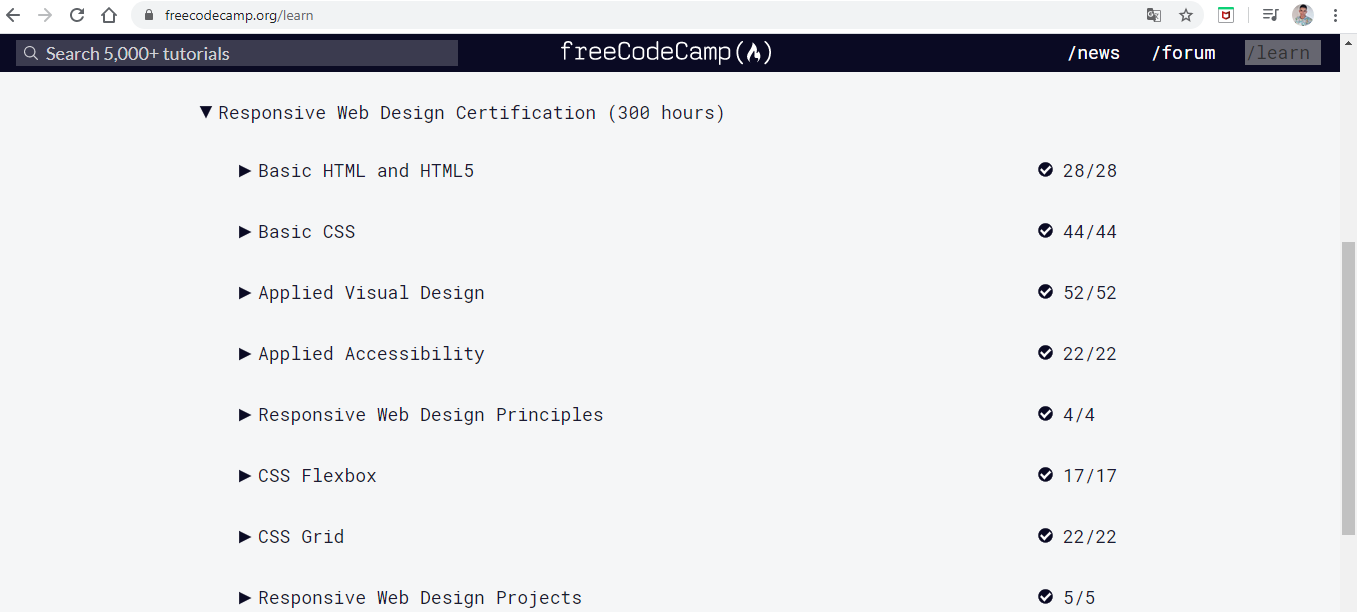 freecodecamp.org/learn
Search 5,000+ tutorials freeCodeCamp /news /forum /learn
Responsive Web Design Certification (300 hours)
Basic HTML and HTML5 28/28
Basic CSS 44/44
Applied Visual Design 52/52
Applied Accessibility 22/22
Responsive Web Design Principles 4/4
CSS Flexbox 17/17
CSS Grid 22/22
Responsive Web Design Projects 5/5